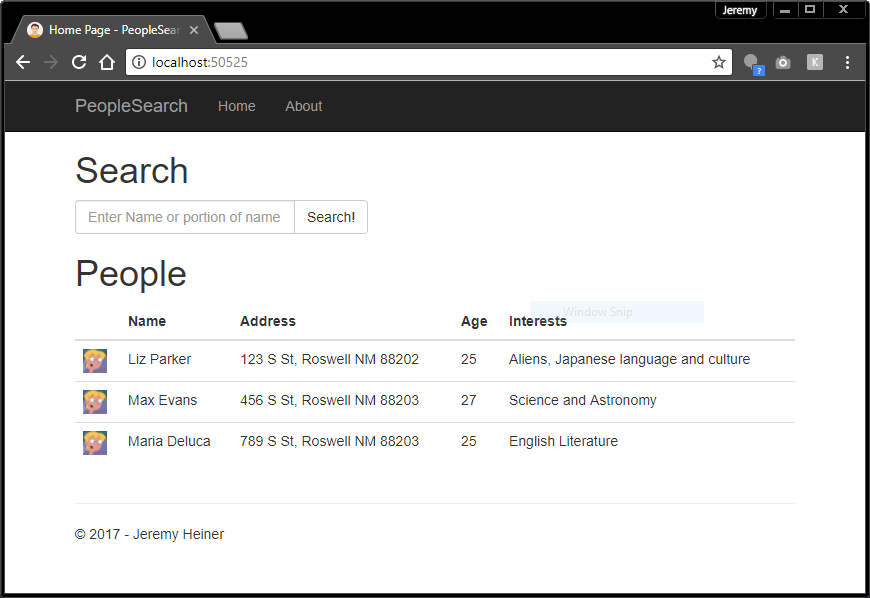 Jeremy
Home Page - PeopleSear
localhost:50525
?
K
PeopleSearch Home About
Search
Enter Name or portion of name Search!
People
Window Snip
Name Address Age Interests
Liz Parker 123 S St, Roswell NM 88202 25 Aliens, Japanese language and culture
Max Evans 456 S St, Roswell NM 88203 27 Science and Astronomy
Maria Deluca 789 S St, Roswell NM 88203 25 English Literature
© 2017 - Jeremy Heiner